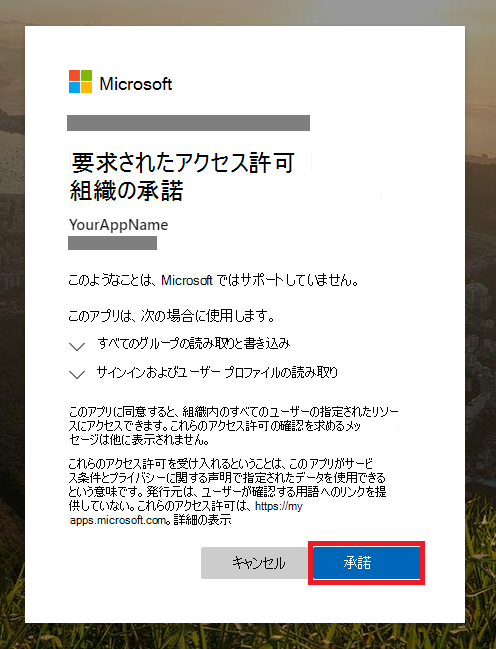 Microsoft
要求されたアクセス許可
組織の承諾
YourAppName
このようなことは、Microsoft ではサポートしていません。
このアプリは、次の場合に使用します。
すべてのグループの読み取りと書き込み
サインインおよびユーザー プロファイルの読み取り
このアプリに同意すると、組織内のすべてのユーザーの指定されたリソー
スにアクセスできます。これらのアクセス許可の確認を求めるメッ
セージは他に表示されません。
これらのアクセス許可を受け入れるということは、このアプリがサービ
ス条件とプライバシーに関する声明で指定されたデータを使用できる
という意味です。発行元は、ユーザーが確認する用語へのリンクを提
供していない。これらのアクセス許可は、https://my
apps.microsoft.com。詳細の表示
キャンセル
承諾